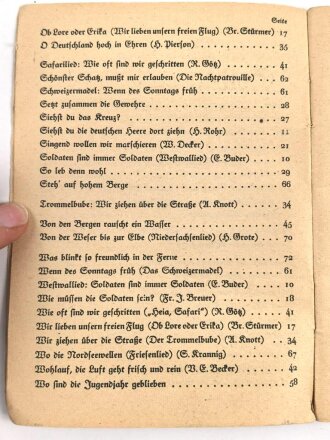 Seite
Ob Lore oder Erika (Wir lieben unsern freien Flug) (Br. Stürmer) 17
O Deutschland hoch in Ehren (H. Pierson) . . . . 35
Safarilied: Wie oft sind wir geschritten (R. Götz) . . . . 41
Schönster Schatz, mußt mir erlauben (Die Nachtpatrouille) . . 62
Schweizermadel: Wenn des Sonntags früh . . . . 61
Setzt zusammen die Gewehre . . . . 28
Siehst du das Kreuz? . . . . 27
Siehst du die deutschen Heere dort ziehn (H. Rohr) . . . 11
Singend wollen wir marschieren (W. Decker) . . . . 21
Soldaten sind immer Soldaten (Westwallied) (E. Buder) . . . 10
So leb denn wohl . . . . 29
Steh' auf hohem Berge . . . . 66
Trommelbube: Wir ziehen über die Straße (A. Knott) . . . 34
Von den Bergen rauscht ein Wasser . . . . 45
Von der Weser bis zur Elbe (Niedersachsenlied) (H. Grote) . . 70
Was blinkt so freundlich in der Ferne . . . . 72
Wenn des Sonntags früh (Das Schweizermadel) . . . . 61
Westwallied: Soldaten sind immer Soldaten (E. Buder) . . . 10
Wie müssen die Soldaten sein? (Fr. J. Breuer) . . . . 18
Wie oft sind wir geschritten („Heia, Safari“) (R. Götz) . . . 41
Wir lieben unsern freien Flug (Ob Lore oder Erika) (Br. Stürmer) 17
Wir ziehen über die Straße (Der Trommelbube) (A. Knott) . . 34
Wo die Nordseewellen (Friesenlied) (S. Krannig) . . . . 67
Wohlauf, die Luft geht frisch und rein (V. E. Becker) . . . 42
Wo sind die Jugendjahr geblieben . . . . 58